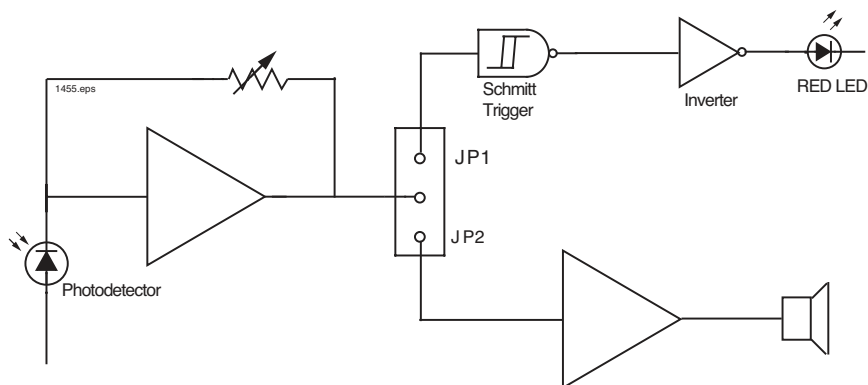 1455.eps
Photodetector
JP1
JP2
Schmitt
Trigger
Inverter
RED LED